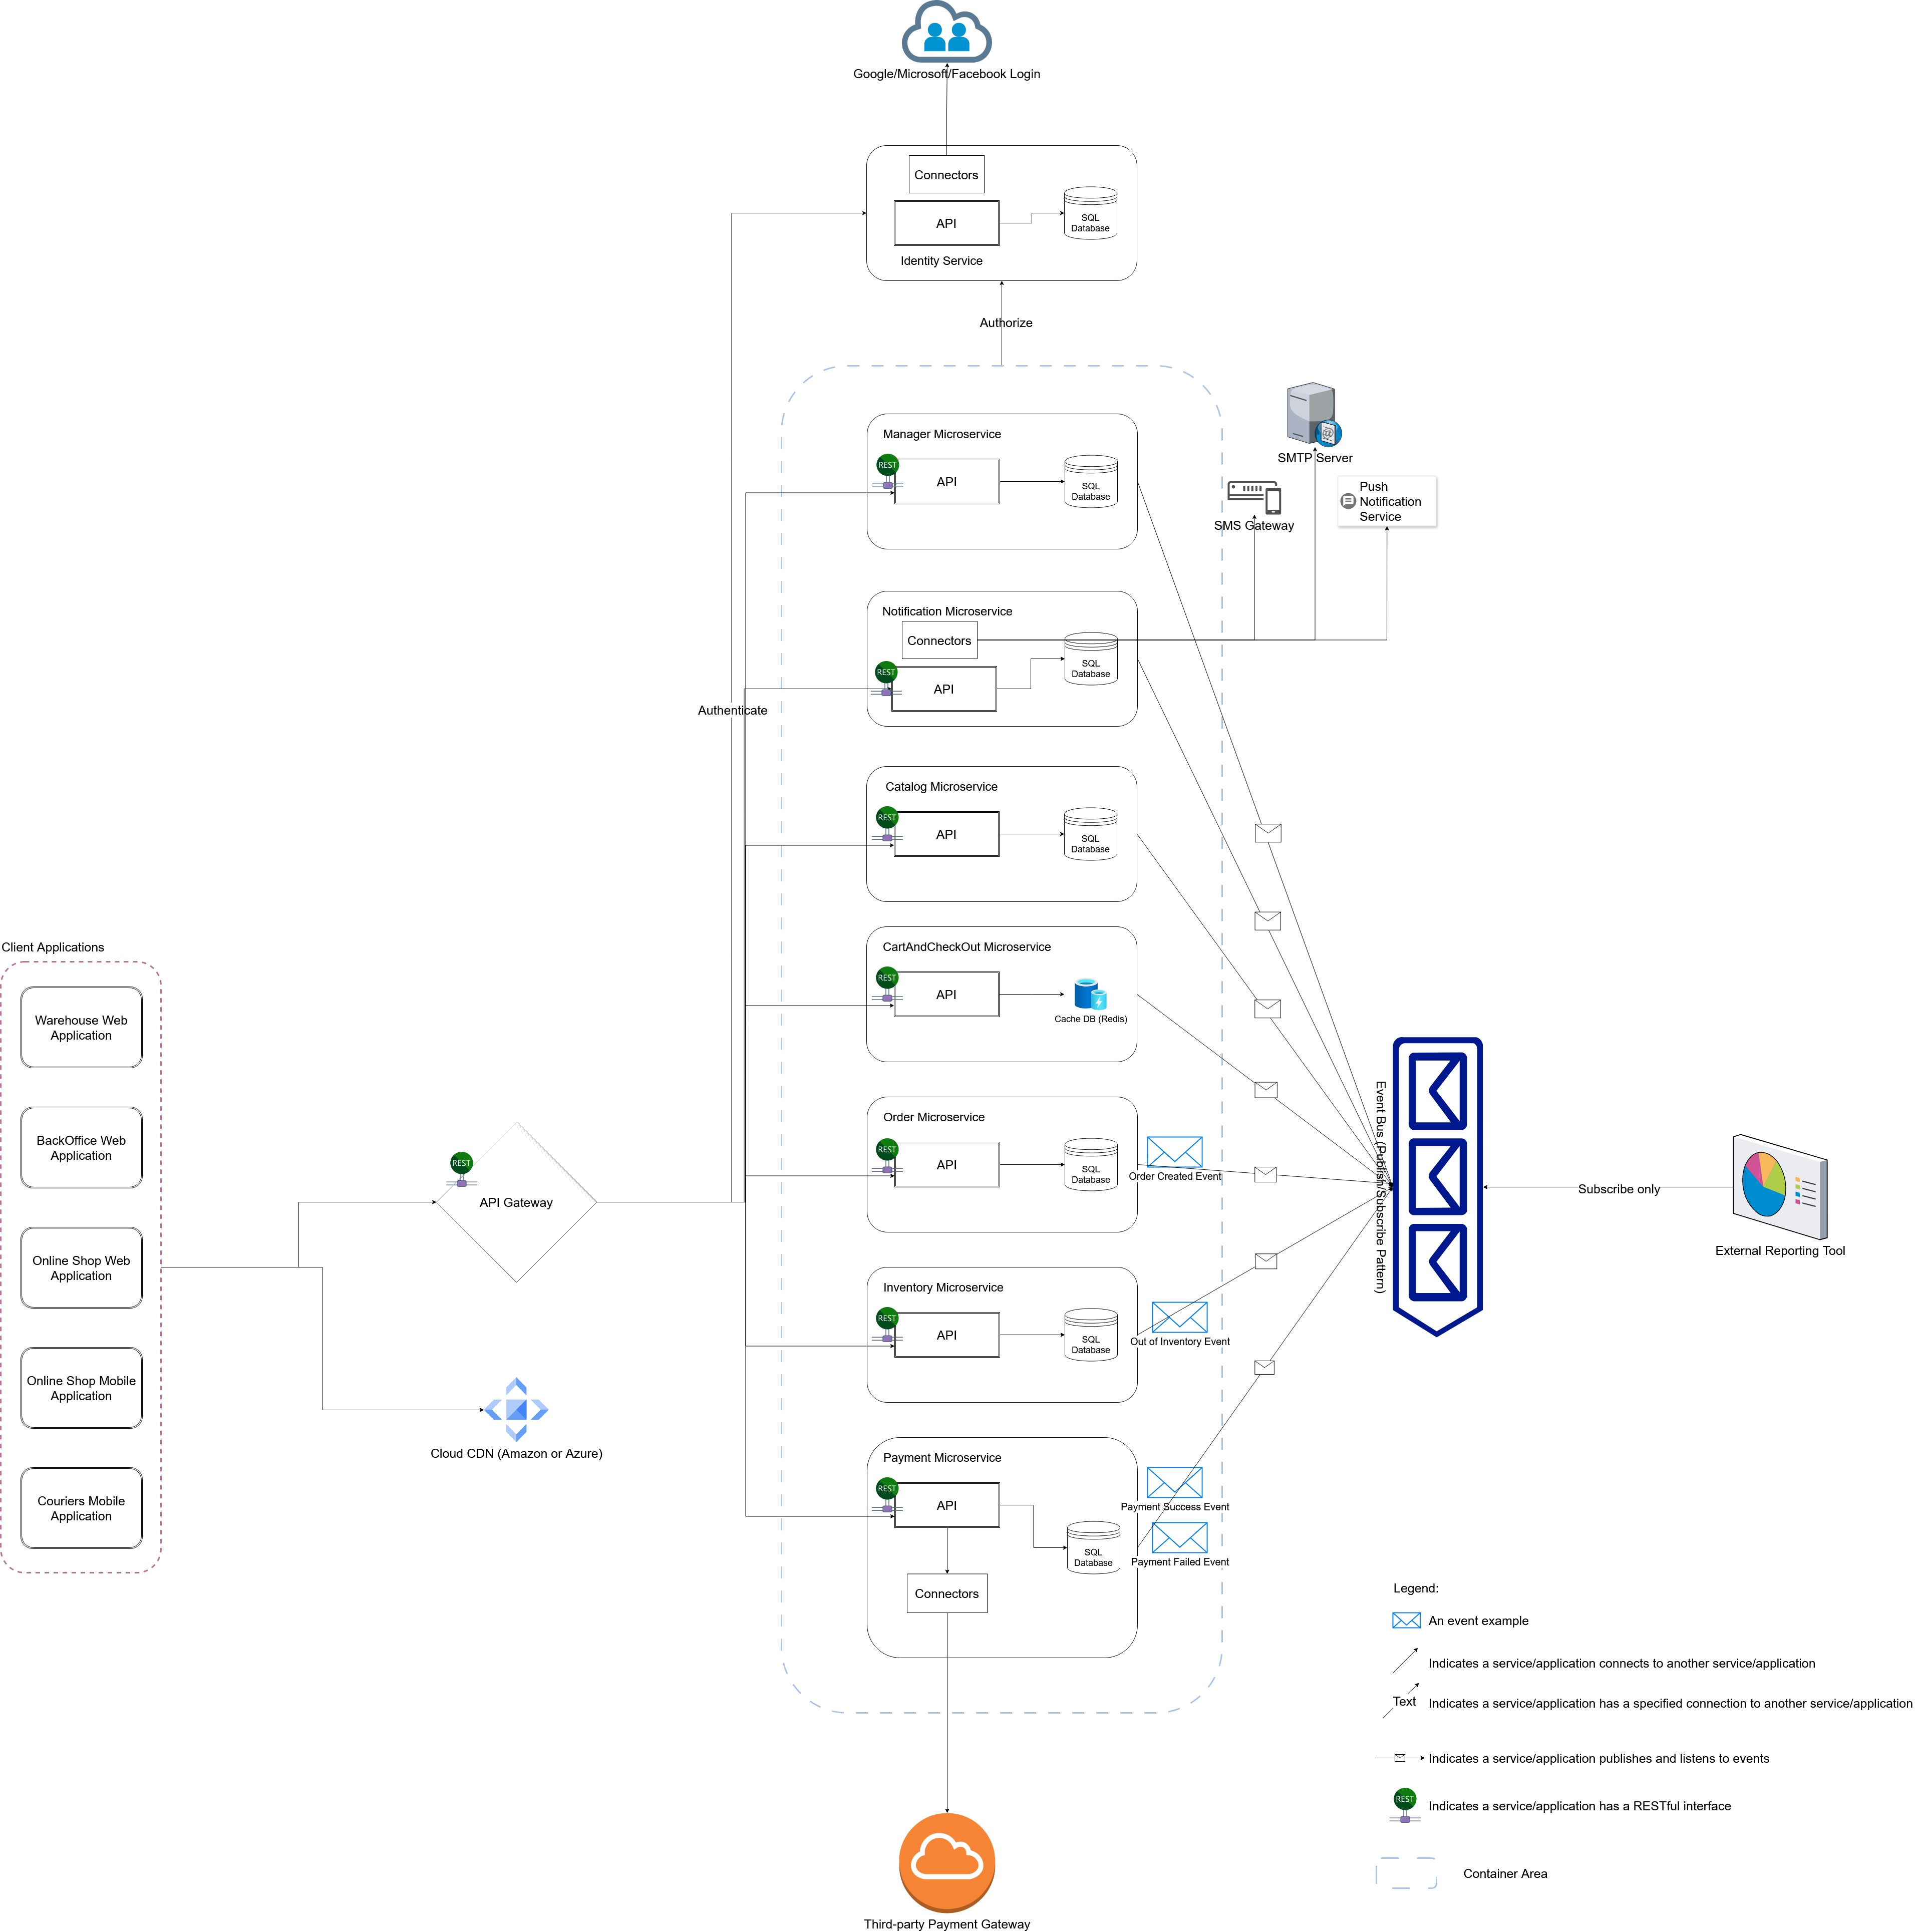 Google/Microsoft/Facebook Login
Connectors
API
SQL
Database
Identity Service
Authorize
Manager Microservice
REST
API
SQL
Database
SMTP Server
SMS Gateway
Push
Notification
Service
Notification Microservice
Connectors
REST
API
SQL
Database
Authenticate
Catalog Microservice
REST
API
SQL
Database
Client Applications
Warehouse Web
Application
BackOffice Web
Application
Online Shop Web
Application
Online Shop Mobile
Application
Couriers Mobile
Application
REST
API Gateway
Cloud CDN (Amazon or Azure)
CartAndCheckOut Microservice
REST
API
Cache DB (Redis)
Order Microservice
REST
API
SQL
Database
Order Created Event
Inventory Microservice
REST
API
SQL
Database
Out of Inventory Event
Payment Microservice
REST
API
SQL
Database
Connectors
Payment Success Event
Payment Failed Event
Event Bus (Publish/Subscribe Pattern)
Subscribe only
External Reporting Tool
Third-party Payment Gateway
Legend:
An event example
Indicates a service/application connects to another service/application
Text
Indicates a service/application has a specified connection to another service/application
Indicates a service/application publishes and listens to events
REST
Indicates a service/application has a RESTful interface
Container Area